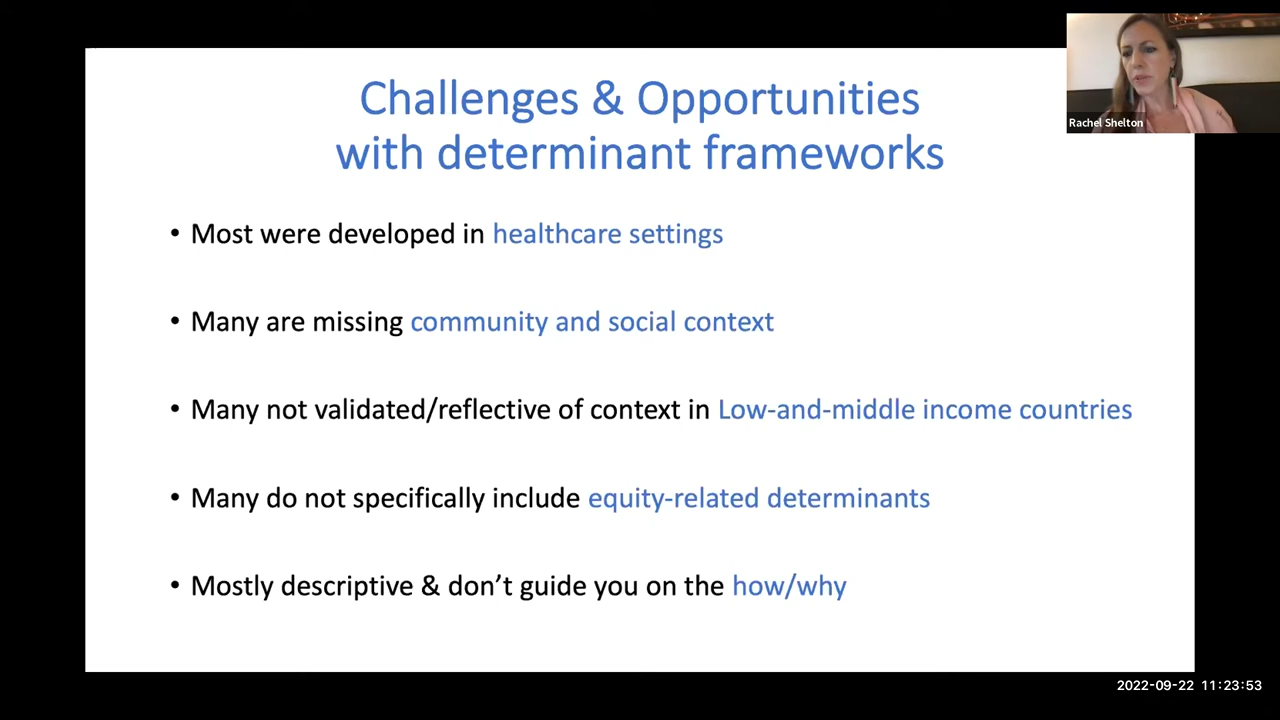 Challenges & Opportunities
with determinant frameworks
• Most were developed in healthcare settings
• Many are missing community and social context
• Many not validated/reflective of context in Low-and-middle income countries
• Many do not specifically include equity-related determinants
• Mostly descriptive & don’t guide you on the how/why
Rachel Shelton
2022-09-22 11:23:53